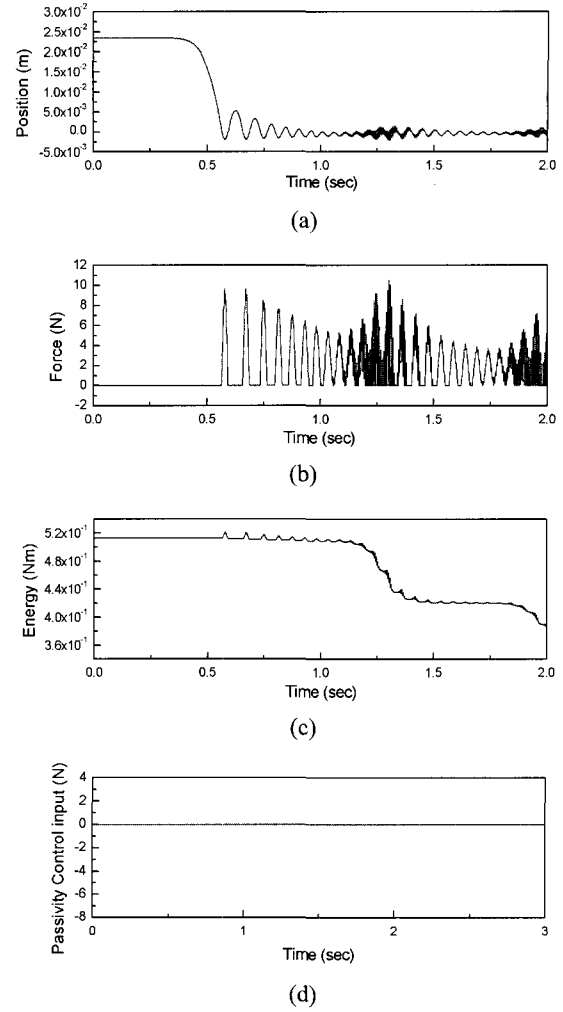 3.0x10⁻²
2.5x10⁻²
2.0x10⁻²
1.5x10⁻²
1.0x10⁻²
5.0x10⁻³
0.0
-5.0x10⁻³
Position (m)
0.0 0.5 1.0 1.5 2.0
Time (sec)
(a)
12
10
8
6
4
2
0
-2
Force (N)
0.0 0.5 1.0 1.5 2.0
Time (sec)
(b)
5.2x10⁻¹
4.8x10⁻¹
4.4x10⁻¹
4.0x10⁻¹
3.6x10⁻¹
Energy (Nm)
0.0 0.5 1.0 1.5 2.0
Time (sec)
(c)
4
2
0
-2
-4
-6
-8
Passivity Control input (N)
0 1 2 3
Time (sec)
(d)